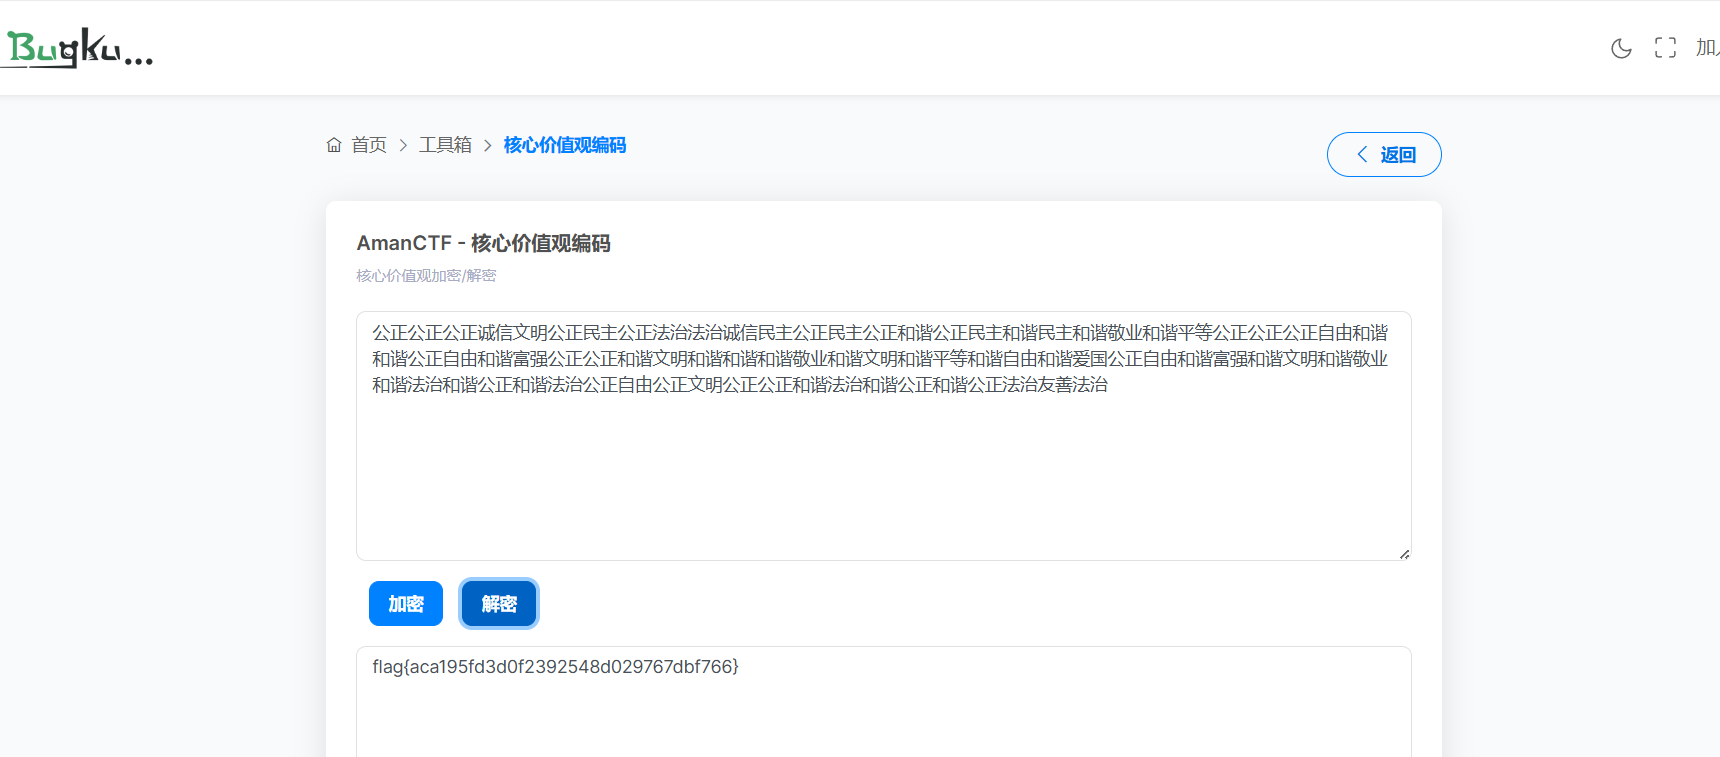 Bugku...
加
首页 > 工具箱 > 核心价值观编码
返回
AmanCTF - 核心价值观编码
核心价值观加密/解密
公正公正公正诚信文明公正民主公正法治法治诚信民主公正民主公正和谐公正民主和谐民主和谐敬业和谐平等公正公正公正自由和谐
和谐公正自由和谐富强公正公正和谐文明和谐和谐和谐敬业和谐文明和谐平等和谐自由和谐爱国公正自由和谐富强和谐文明和谐敬业
和谐法治和谐公正和谐法治公正自由公正文明公正公正和谐法治和谐公正和谐公正法治友善法治
加密 解密
flag{aca195fd3d0f2392548d029767dbf766}